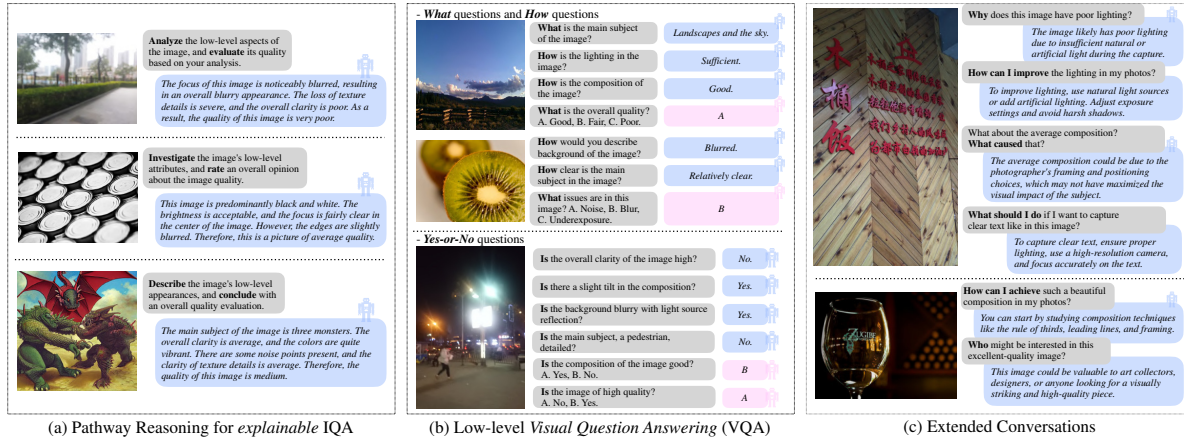 Analyze the low-level aspects
of the image, and evaluate its quality
based on your analysis.
The focus of this image is noticeably blurred,
resulting in an overall blurry appearance. The loss of texture
details is severe, and the overall clarity is poor. As a
result, the quality of this image is very poor.
Investigate the image's low-level
attributes, and rate an overall opinion
about the image quality.
This image is predominantly black and white. The
brightness is acceptable, and the focus is fairly clear in
the center of the image. However, the edges are slightly
blurred. Therefore, this is a picture of average quality.
Describe the image's low-level
appearances, and conclude with
an overall quality evaluation.
The main subject of the image is three monsters. The
overall clarity is average, and the colors are quite
vibrant. There are some noise points present, and the
clarity of texture details is average. Therefore, the
quality of this image is medium.
(a) Pathway Reasoning for explainable IQA
- What questions and How questions
What is the main subject
of the image?
Landscapes and the sky.
How is the lighting in the
image?
Sufficient.
How is the composition of
the image?
Good.
What is the overall quality?
A. Good, B. Fair, C. Poor.
A
How would you describe
background of the image?
Blurred.
How clear is the main
subject in the image?
Relatively clear.
What issues are in this
image? A. Noise, B. Blur,
C. Underexposure.
B
- Yes-or-No questions
Is the overall clarity of the image high?
No.
Is there a slight tilt in the composition?
Yes.
Is the background blurry with light source
reflection?
Yes.
Is the main subject, a pedestrian,
detailed?
No.
Is the composition of the image good?
A. Yes, B. No.
B
Is the image of high quality?
A. No, B. Yes.
A
(b) Low-level Visual Question Answering (VQA)
木桶饭
Why does this image have poor lighting?
The image likely has poor lighting
due to insufficient natural or
artificial light during the capture.
How can I improve the lighting in my photos?
To improve lighting, use natural light sources
or add artificial lighting. Adjust exposure
settings and avoid harsh shadows.
What about the average composition?
What caused that?
The average composition could be due to the
photographer's framing and positioning
choices, which may not have maximized the
visual impact of the subject.
What should I do if I want to capture
clear text like in this image?
To capture clear text, ensure proper
lighting, use a high-resolution camera,
and focus accurately on the text.
How can I achieve such a beautiful
composition in my photos?
You can start by studying composition techniques
like the rule of thirds, leading lines, and framing.
Who might be interested in this
excellent-quality image?
This image could be valuable to art collectors,
designers, or anyone looking for a visually
striking and high-quality piece.
(c) Extended Conversations